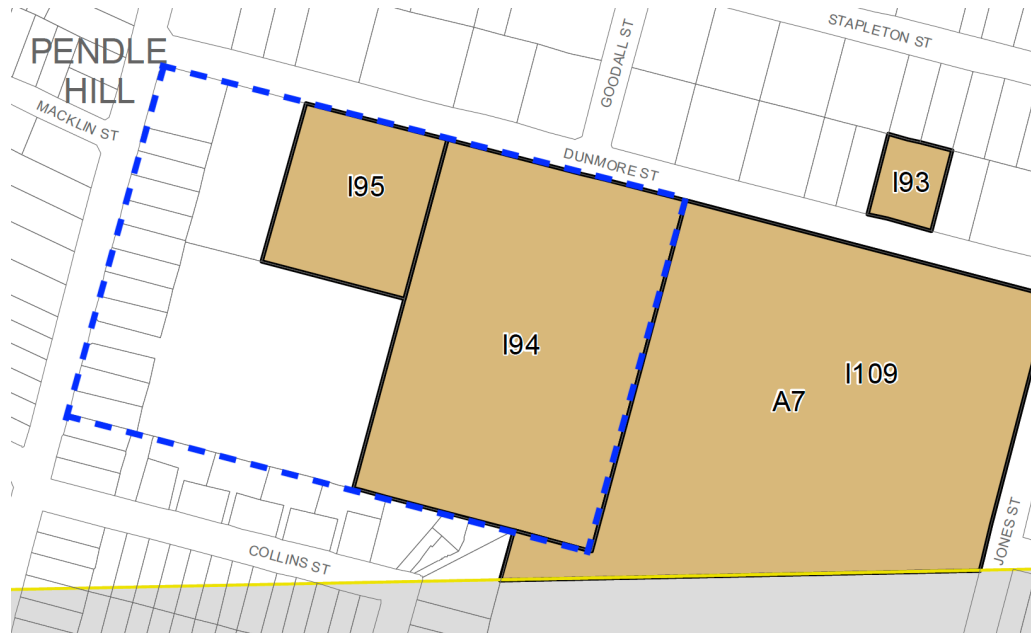 PENDLE
HILL
MACKLIN ST
GOODALL ST
STAPLETON ST
DUNMORE ST
I95
I93
I94
I109
A7
COLLINS ST
JONES ST